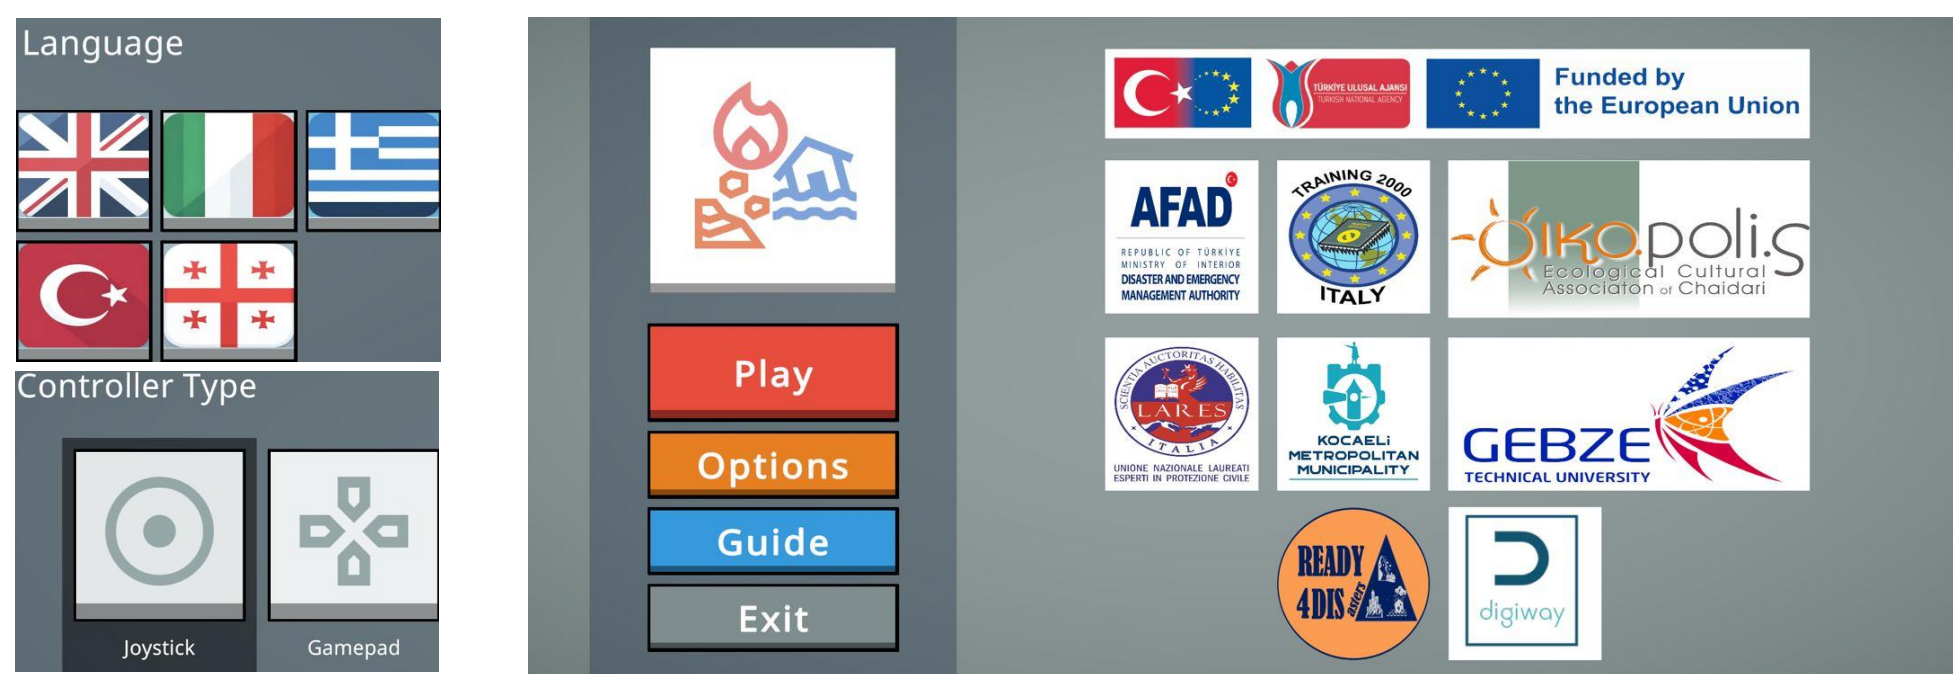 Language
Controller Type
Joystick
Gamepad
Play
Options
Guide
Exit
TÜRKİYE ULUSAL AJANSI
TURKISH NATIONAL AGENCY
Funded by
the European Union
AFAD
REPUBLIC OF TÜRKİYE
MINISTRY OF INTERIOR
DISASTER AND EMERGENCY
MANAGEMENT AUTHORITY
TRAINING 2000
ITALY
OIKO.poli.s
Ecological Cultural
Associaton of Chaidari
SCIENTIA AUCTORITAS HABILITAS
LARES
ITALIA
UNIONE NAZIONALE LAUREATI
ESPERTI IN PROTEZIONE CIVILE
KOCAELİ
METROPOLITAN
MUNICIPALITY
GEBZE
TECHNICAL UNIVERSITY
READY
4DIS
asters
digiway